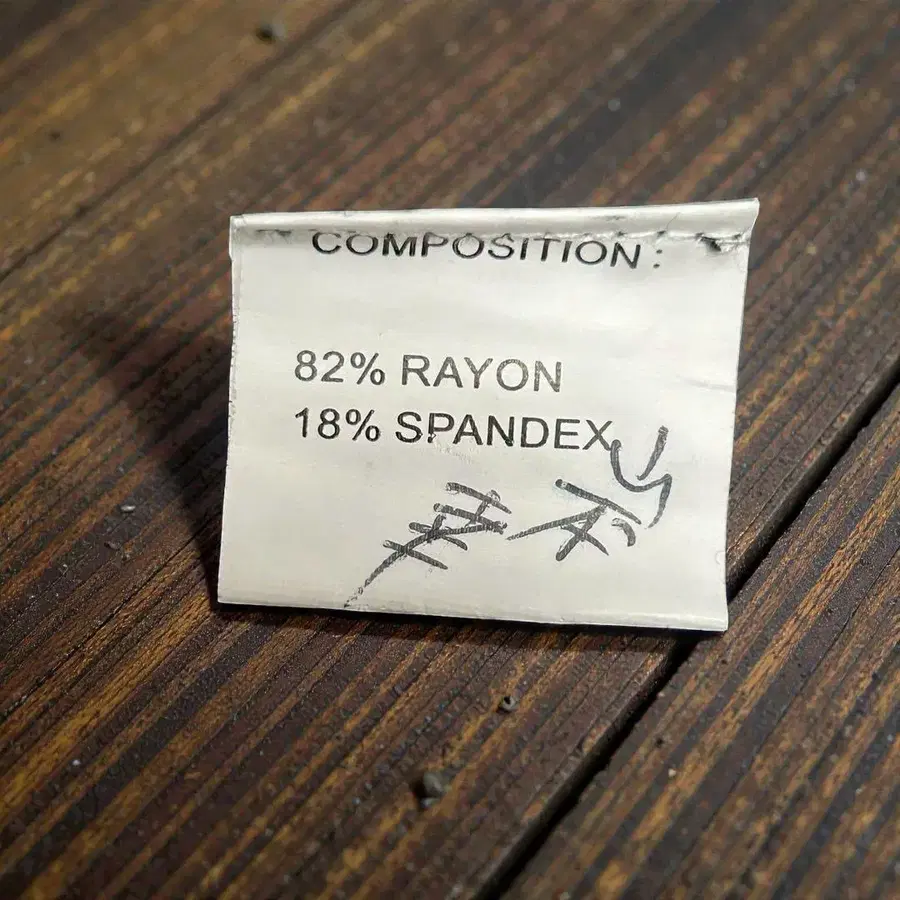 COMPOSITION :
82% RAYON
18% SPANDEX